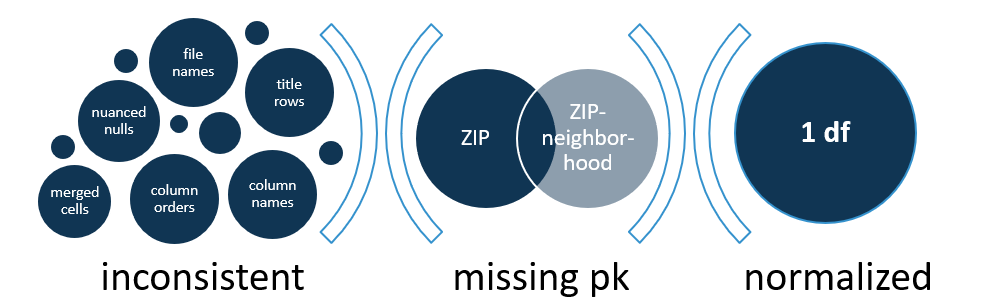 file
names
title
rows
nuanced
nulls
merged
cells
column
orders
column
names
inconsistent
ZIP
ZIP-
neighbor-
hood
missing pk
1 df
normalized